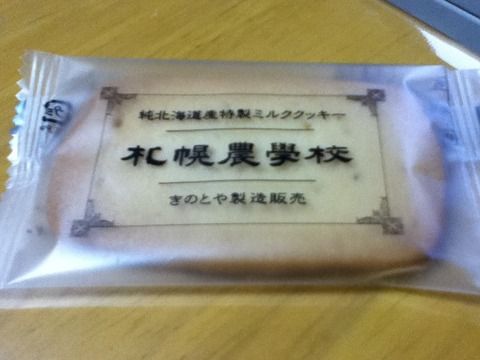 純北海道産特製ミルククッキー
札幌農學校
きのとや製造販売